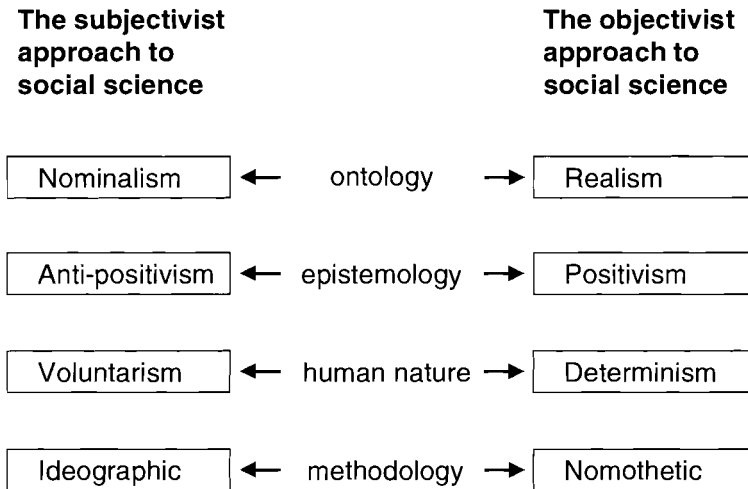 The subjectivist
approach to
social science
The objectivist
approach to
social science
Nominalism ontology Realism
Anti-positivism epistemology Positivism
Voluntarism human nature Determinism
Ideographic methodology Nomothetic